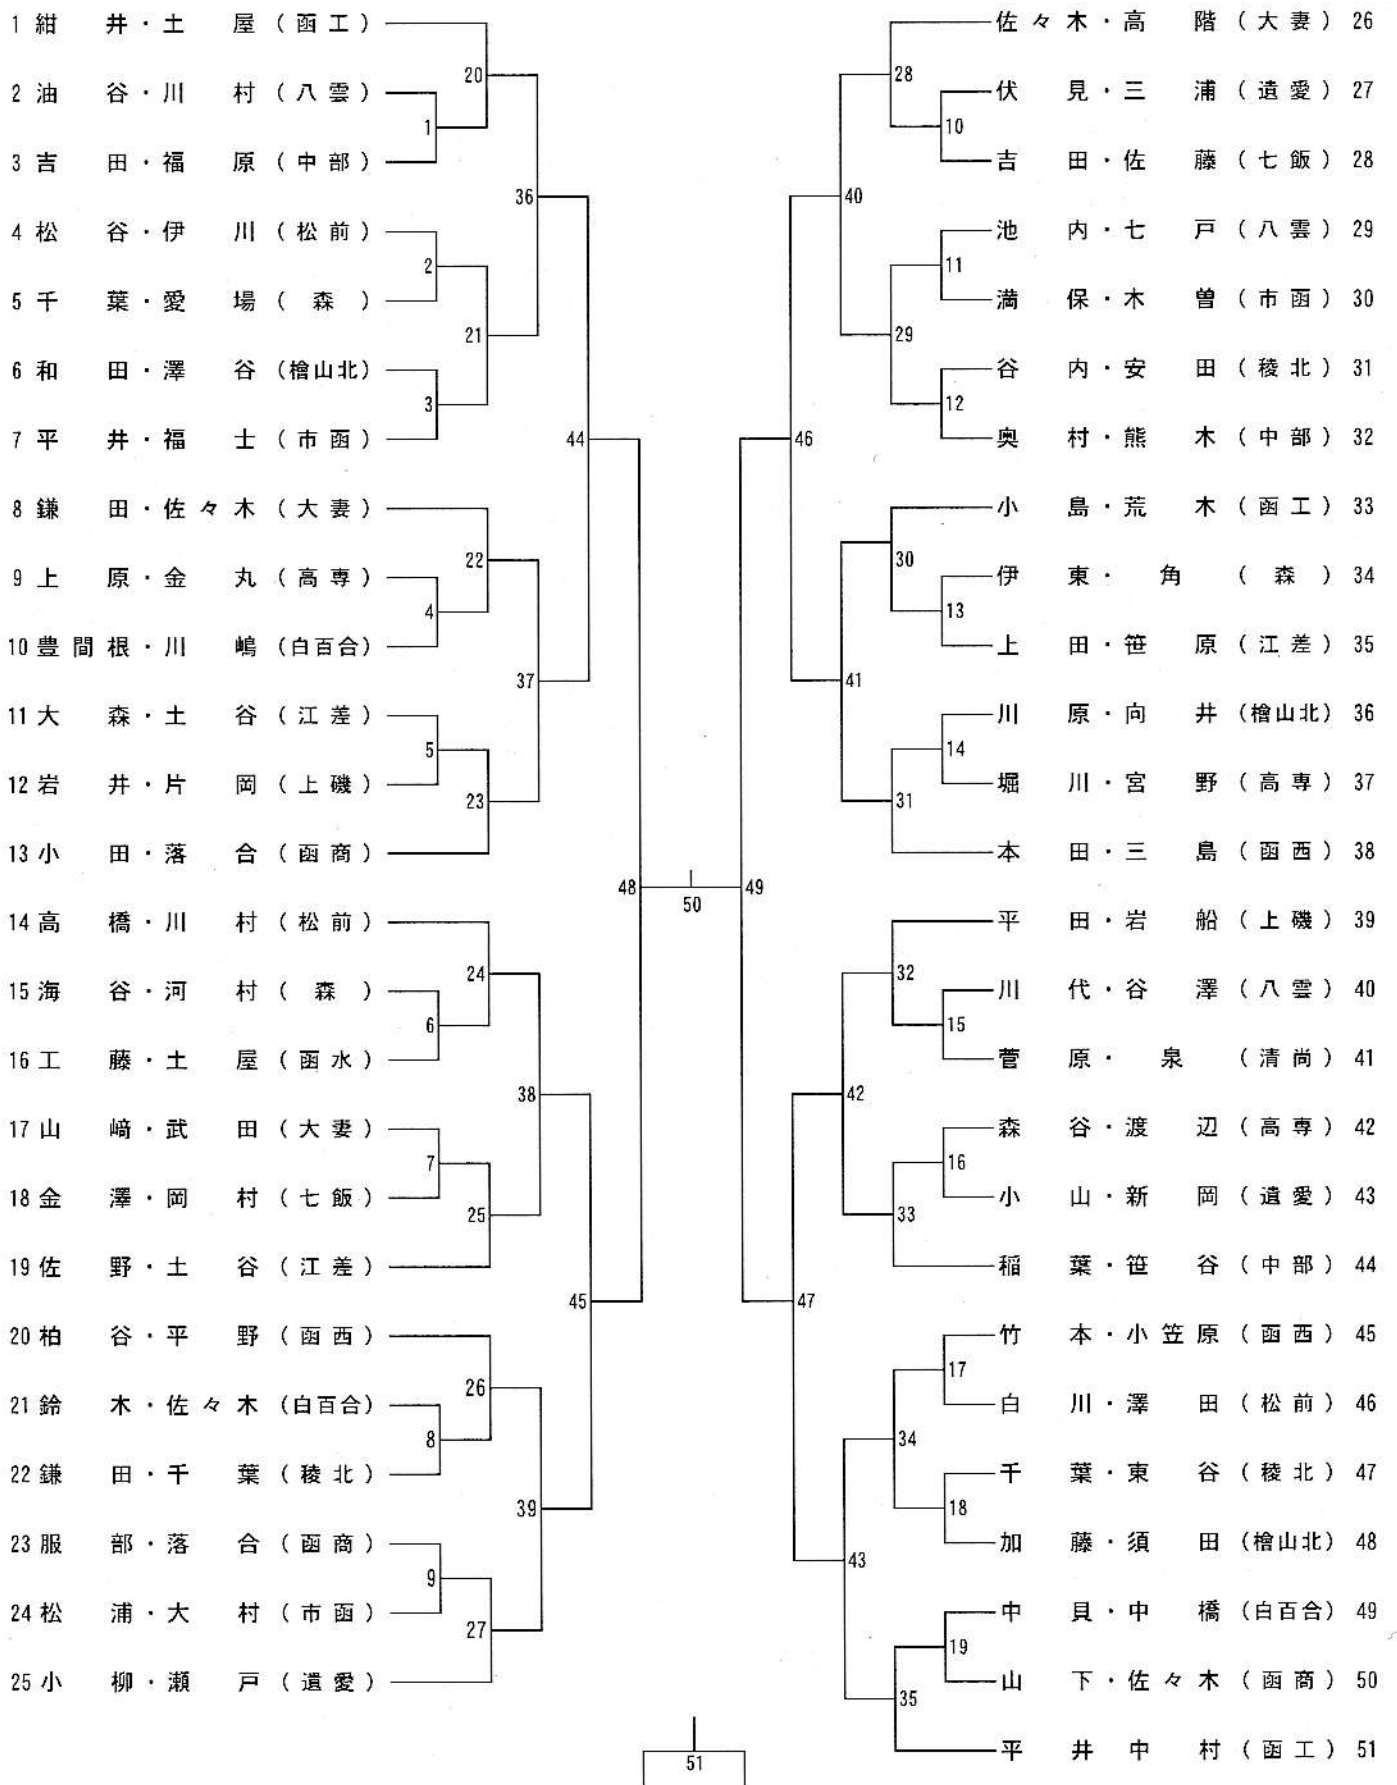 1 紺井・土屋（函工）
2 油谷・川村（八雲）
3 吉田・福原（中部）
4 松谷・伊川（松前）
5 千葉・愛場（森）
6 和田・澤谷（檜山北）
7 平井・福士（市函）
8 鎌田・佐々木（大妻）
9 上原・金丸（高専）
10 豊間根・川嶋（白百合）
11 大森・土谷（江差）
12 岩井・片岡（上磯）
13 小田・落合（函商）
14 高橋・川村（松前）
15 海谷・河村（森）
16 工藤・土屋（函水）
17 山﨑・武田（大妻）
18 金澤・岡村（七飯）
19 佐野・土谷（江差）
20 柏谷・平野（函西）
21 鈴木・佐々木（白百合）
22 鎌田・千葉（稜北）
23 服部・落合（函商）
24 松浦・大村（市函）
25 小柳・瀬戸（遺愛）
20
1
36
2
21
3
44
22
4
37
5
23
48
24
6
38
7
25
45
26
8
39
9
27
50
51
佐々木・高階（大妻）26
伏見・三浦（遺愛）27
吉田・佐藤（七飯）28
池内・七戸（八雲）29
満保・木曽（市函）30
谷内・安田（稜北）31
奥村・熊木（中部）32
小島・荒木（函工）33
伊東・角（森）34
上田・笹原（江差）35
川原・向井（檜山北）36
堀川・宮野（高専）37
本田・三島（函西）38
平田・岩船（上磯）39
川代・谷澤（八雲）40
菅原・泉（清尚）41
森谷・渡辺（高専）42
小山・新岡（遺愛）43
稲葉・笹谷（中部）44
竹本・小笠原（函西）45
白川・澤田（松前）46
千葉・東谷（稜北）47
加藤・須田（檜山北）48
中貝・中橋（白百合）49
山下・佐々木（函商）50
平井中村（函工）51
28
10
40
11
29
12
46
30
13
41
14
31
49
32
15
42
16
33
47
17
34
18
43
19
35